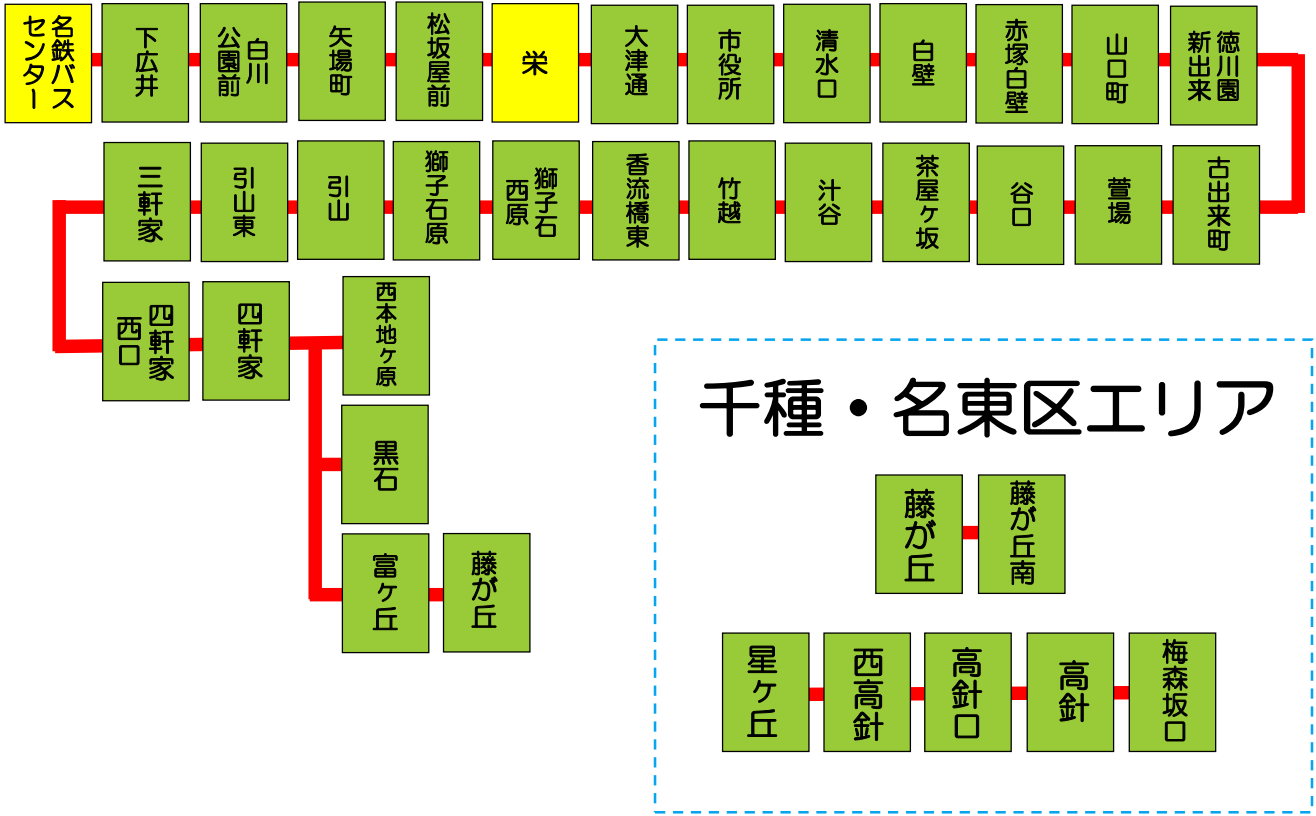 名鉄バス
センター
下広井
白川
公園前
矢場町
松坂屋前
栄
大津通
市役所
清水口
白壁
赤塚白壁
山口町
徳川園
新出来
三軒家
引山東
引山
獅子石原
獅子石
西原
香流橋東
竹越
汁谷
茶屋ヶ坂
谷口
萱場
古出来町
四軒家
西口
四軒家
西本地ヶ原
黒石
富ヶ丘
藤が丘
千種・名東区エリア
藤が丘
藤が丘南
星ヶ丘
西高針
高針口
高針
梅森坂口